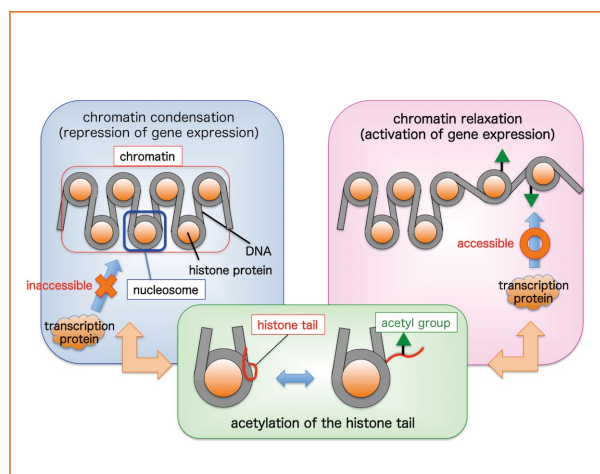 chromatin condensation
(repression of gene expression)
chromatin
DNA
histone protein
nucleosome
inaccessible
transcription
protein
chromatin relaxation
(activation of gene expression)
accessible
transcription
protein
histone tail
acetyl group
acetylation of the histone tail